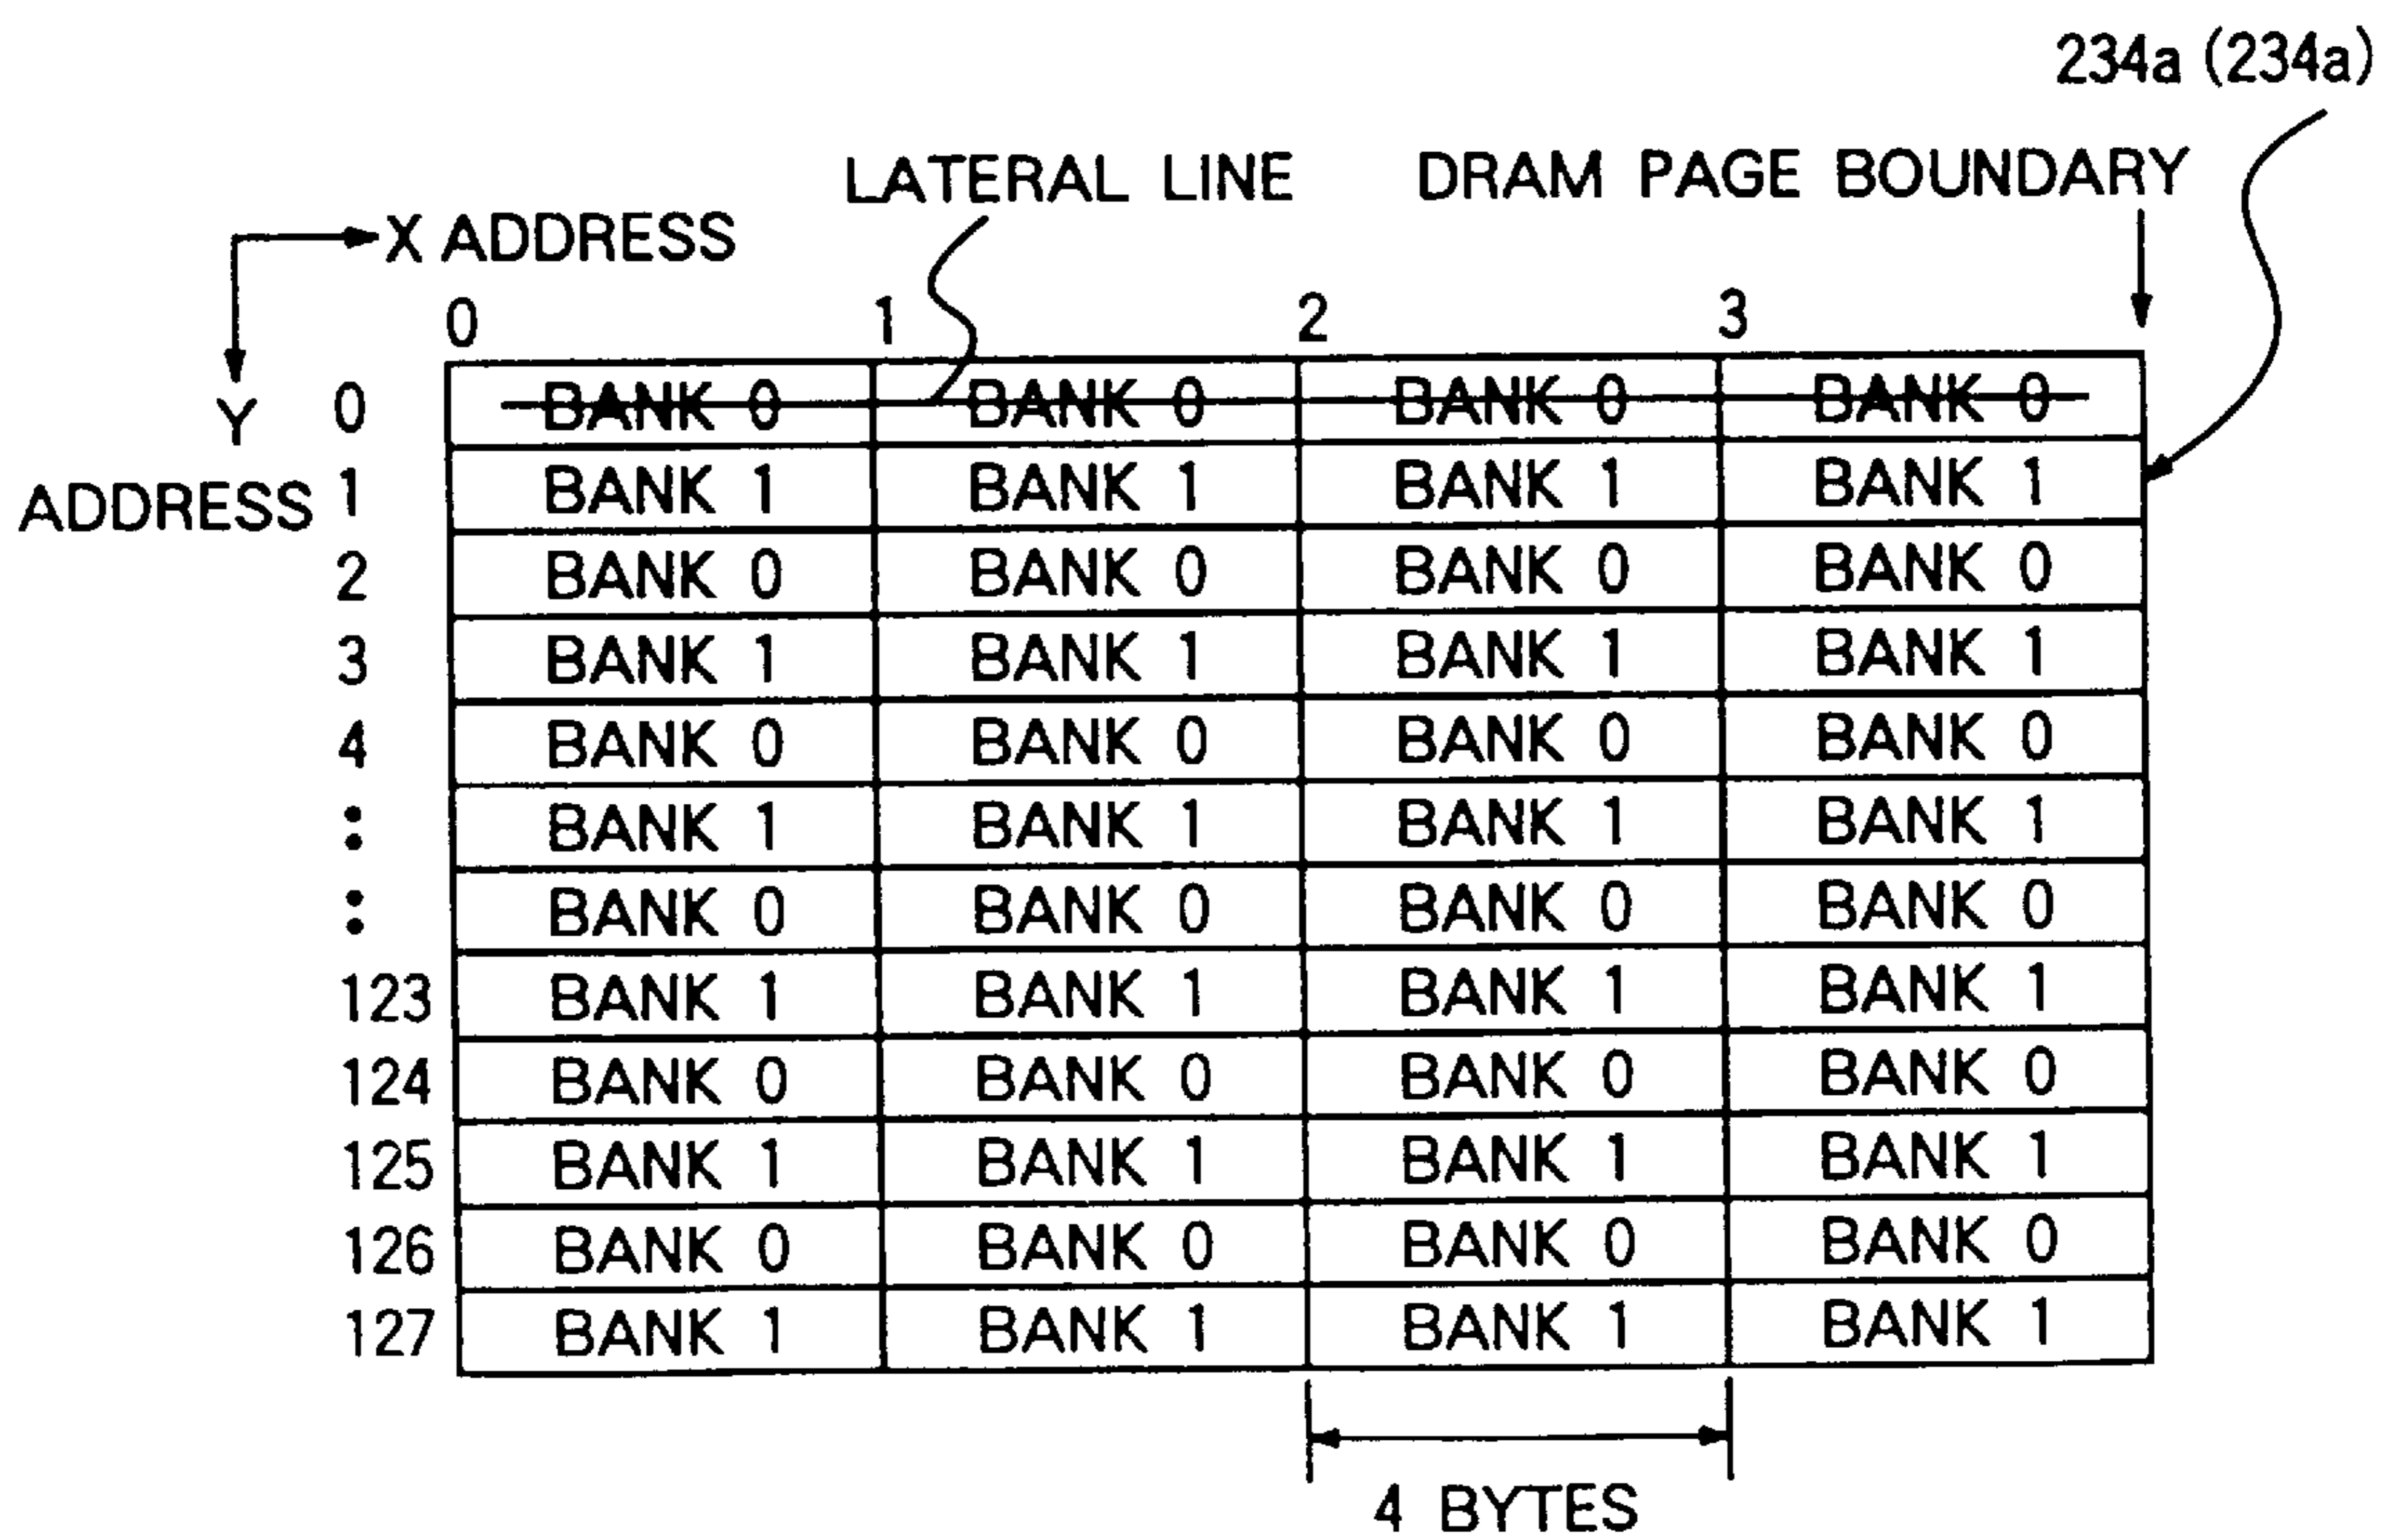 234a (234a)
LATERAL LINE DRAM PAGE BOUNDARY
X ADDRESS
0 1 2 3
Y ADDRESS
0 BANK 0 BANK 0 BANK 0 BANK 0
1 BANK 1 BANK 1 BANK 1 BANK 1
2 BANK 0 BANK 0 BANK 0 BANK 0
3 BANK 1 BANK 1 BANK 1 BANK 1
4 BANK 0 BANK 0 BANK 0 BANK 0
: BANK 1 BANK 1 BANK 1 BANK 1
: BANK 0 BANK 0 BANK 0 BANK 0
123 BANK 1 BANK 1 BANK 1 BANK 1
124 BANK 0 BANK 0 BANK 0 BANK 0
125 BANK 1 BANK 1 BANK 1 BANK 1
126 BANK 0 BANK 0 BANK 0 BANK 0
127 BANK 1 BANK 1 BANK 1 BANK 1
4 BYTES